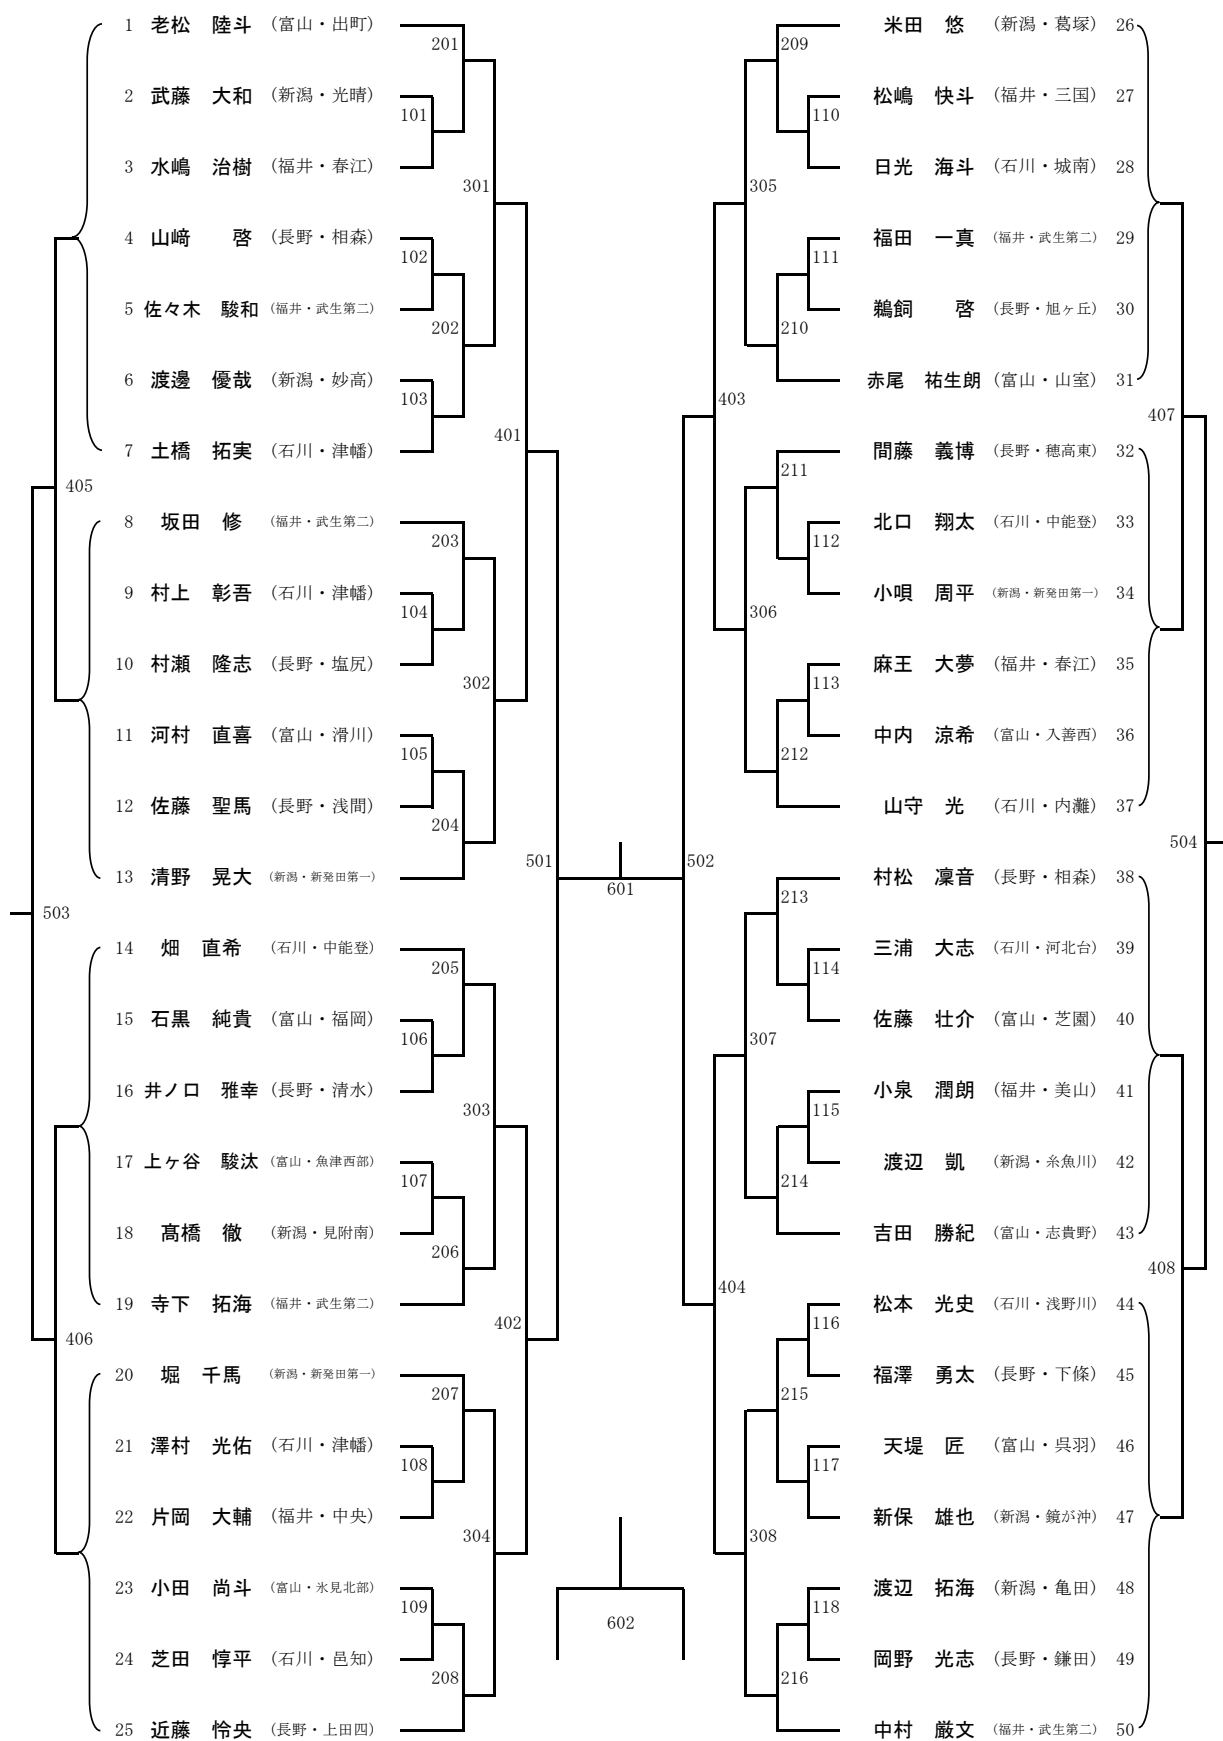 1 老松 陸斗 (富山・出町)
2 武藤 大和 (新潟・光晴)
3 水嶋 治樹 (福井・春江)
4 山﨑 啓 (長野・相森)
5 佐々木 駿和 (福井・武生第二)
6 渡邊 優哉 (新潟・妙高)
7 土橋 拓実 (石川・津幡)
8 坂田 修 (福井・武生第二)
9 村上 彰吾 (石川・津幡)
10 村瀬 隆志 (長野・塩尻)
11 河村 直喜 (富山・滑川)
12 佐藤 聖馬 (長野・浅間)
13 清野 晃大 (新潟・新発田第一)
14 畑 直希 (石川・中能登)
15 石黒 純貴 (富山・福岡)
16 井ノ口 雅幸 (長野・清水)
17 上ヶ谷 駿汰 (富山・魚津西部)
18 髙橋 徹 (新潟・見附南)
19 寺下 拓海 (福井・武生第二)
20 堀 千馬 (新潟・新発田第一)
21 澤村 光佑 (石川・津幡)
22 片岡 大輔 (福井・中央)
23 小田 尚斗 (富山・氷見北部)
24 芝田 惇平 (石川・邑知)
25 近藤 怜央 (長野・上田四)
101
102
103
104
105
106
107
108
109
201
202
203
204
205
206
207
208
301
302
303
304
401
402
405
406
501
503
601
602
502
米田 悠 (新潟・葛塚) 26
松嶋 快斗 (福井・三国) 27
日光 海斗 (石川・城南) 28
福田 一真 (福井・武生第二) 29
鵜飼 啓 (長野・旭ヶ丘) 30
赤尾 祐生朗 (富山・山室) 31
間藤 義博 (長野・穂高東) 32
北口 翔太 (石川・中能登) 33
小唄 周平 (新潟・新発田第一) 34
麻王 大夢 (福井・春江) 35
中内 涼希 (富山・入善西) 36
山守 光 (石川・内灘) 37
村松 凜音 (長野・相森) 38
三浦 大志 (石川・河北台) 39
佐藤 壮介 (富山・芝園) 40
小泉 潤朗 (福井・美山) 41
渡辺 凱 (新潟・糸魚川) 42
吉田 勝紀 (富山・志貴野) 43
松本 光史 (石川・浅野川) 44
福澤 勇太 (長野・下條) 45
天堤 匠 (富山・呉羽) 46
新保 雄也 (新潟・鏡が沖) 47
渡辺 拓海 (新潟・亀田) 48
岡野 光志 (長野・鎌田) 49
中村 厳文 (福井・武生第二) 50
110
111
112
113
114
115
116
117
118
209
210
211
212
213
214
215
216
305
306
307
308
403
404
407
408
504